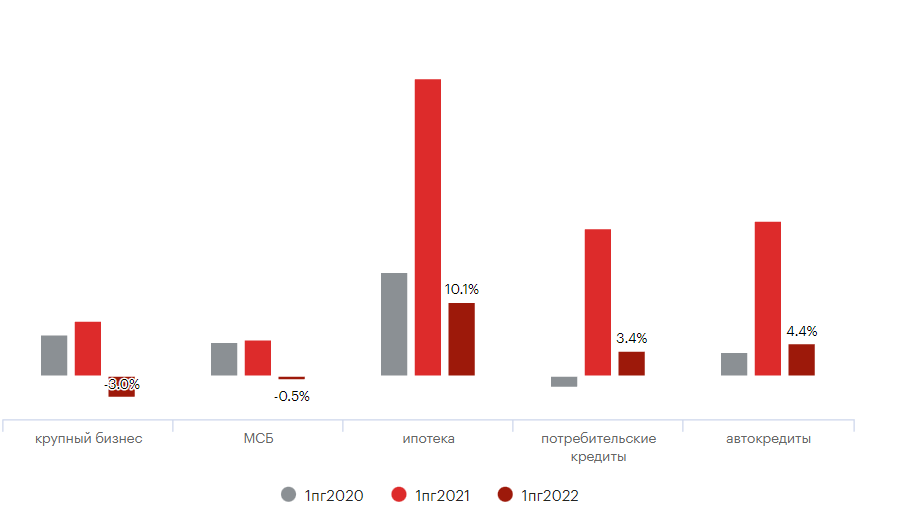 10.1%
4.4%
3.4%
-3.0%
-0.5%
крупный бизнес
МСБ
ипотека
потребительские
кредиты
автокредиты
1пг2020
1пг2021
1пг2022